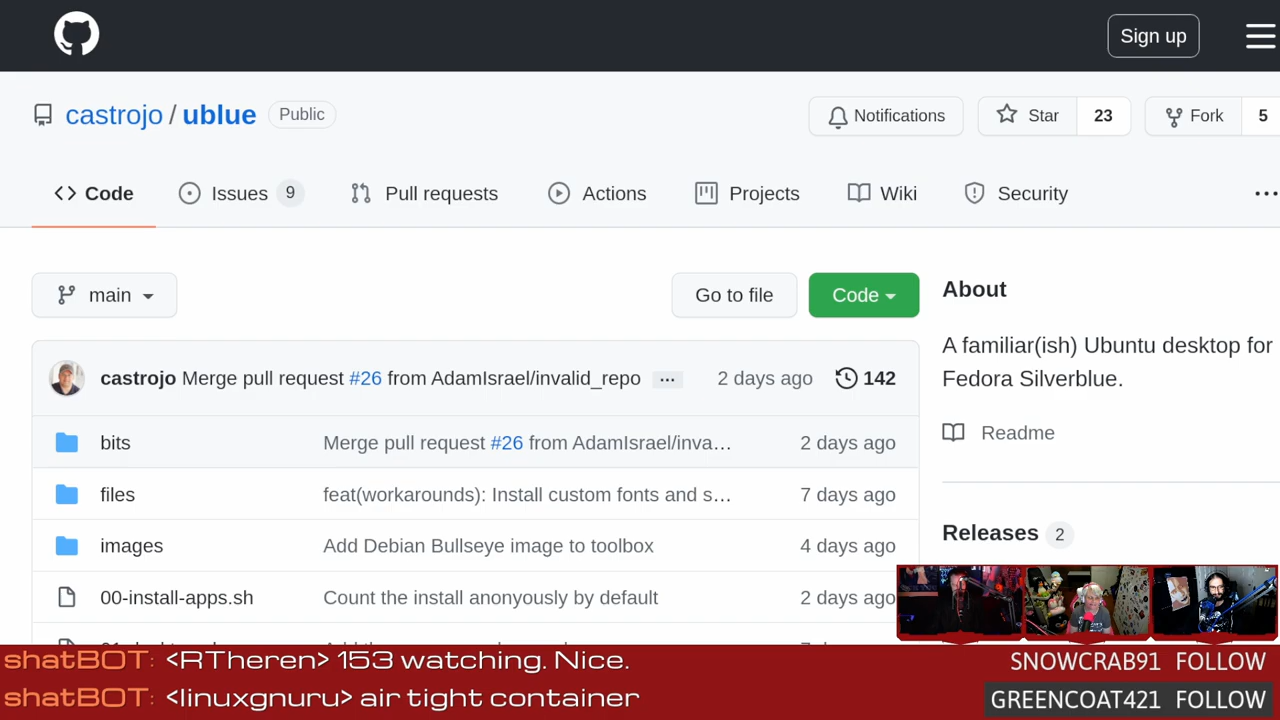 Sign up
castrojo / ublue Public
Notifications
Star 23
Fork 5
Code
Issues 9
Pull requests
Actions
Projects
Wiki
Security
main
Go to file
Code
About
A familiar(ish) Ubuntu desktop for
Fedora Silverblue.
Readme
Releases 2
castrojo Merge pull request #26 from AdamIsrael/invalid_repo ... 2 days ago 142
bits Merge pull request #26 from AdamIsrael/inva… 2 days ago
files feat(workarounds): Install custom fonts and s… 7 days ago
images Add Debian Bullseye image to toolbox 4 days ago
00-install-apps.sh Count the install anonyously by default 2 days ago
shatBOT: <RTheren> 153 watching. Nice.
shatBOT: <linuxgnuru> air tight container
SNOWCRAB91 FOLLOW
GREENCOAT421 FOLLOW